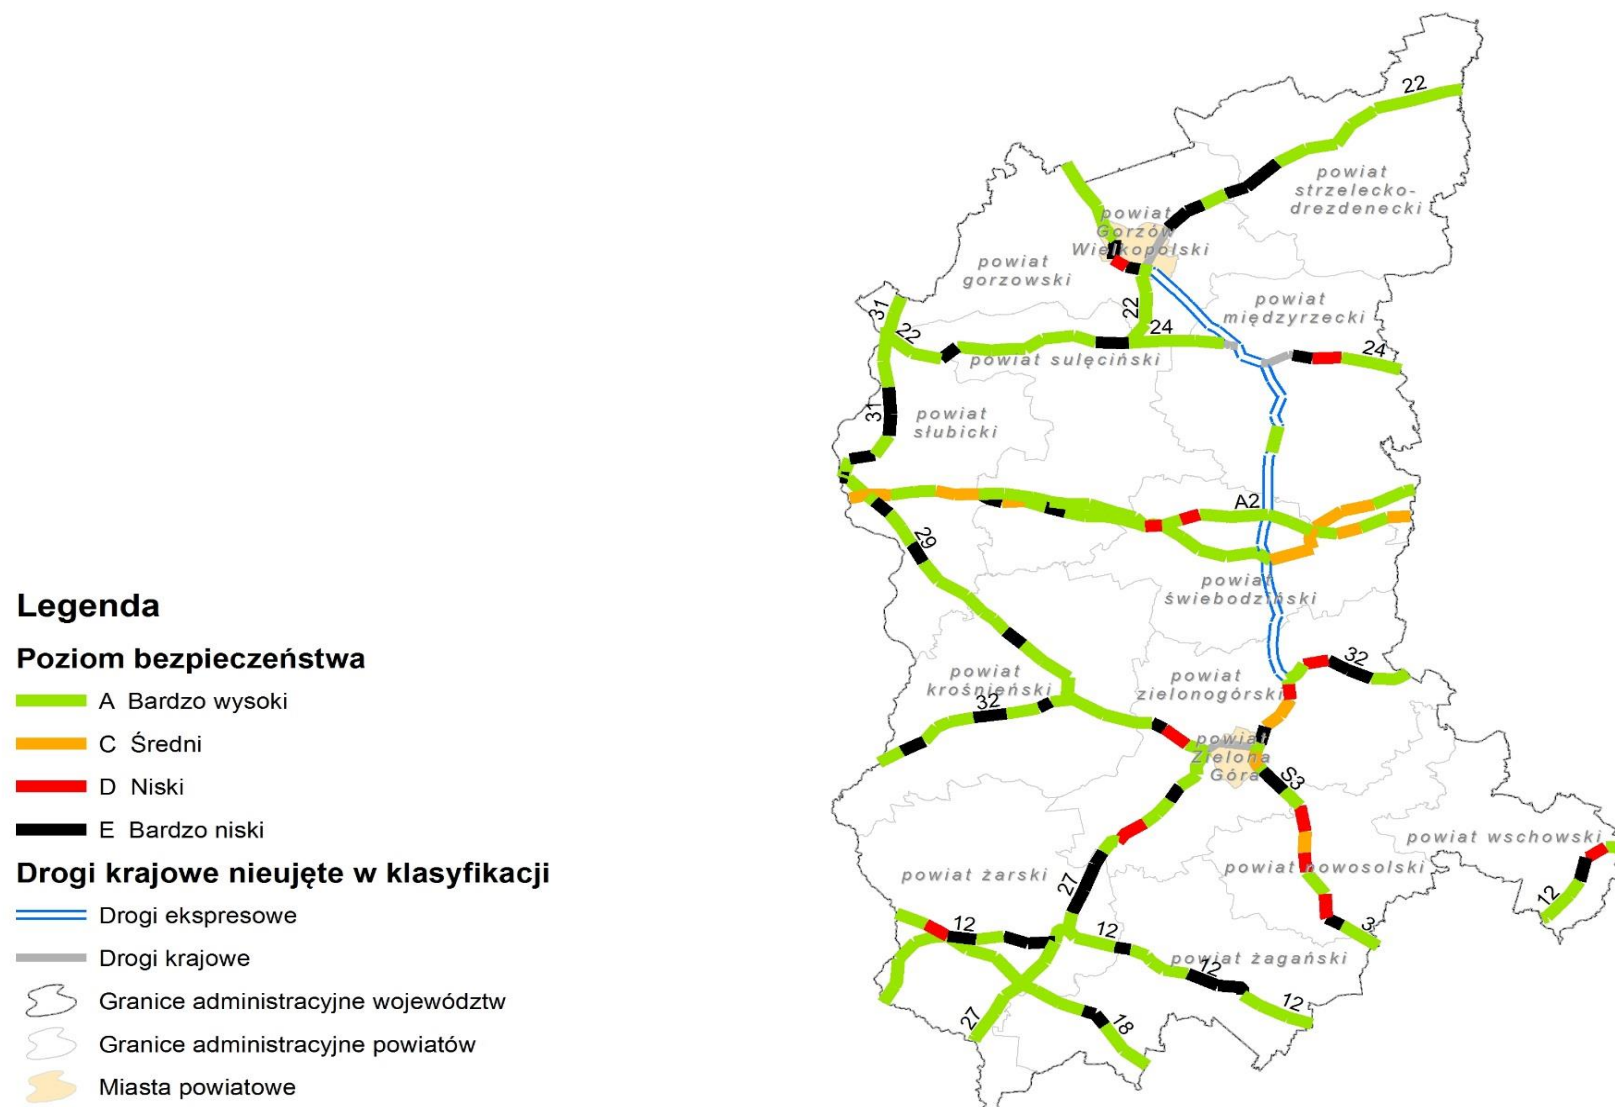 Legenda
Poziom bezpieczeństwa
A Bardzo wysoki
C Średni
D Niski
E Bardzo niski
Drogi krajowe nieujęte w klasyfikacji
Drogi ekspresowe
Drogi krajowe
Granice administracyjne województw
Granice administracyjne powiatów
Miasta powiatowe
22
powiat
strzelecko-
drezdenecki
powiat
Gorzów
Wielkopolski
powiat
gorzowski
powiat
międzyrzecki
31
22
22
24
24
powiat sulęciński
31
powiat
słubicki
A2
29
powiat
świebodziński
32
powiat
krośnieński
powiat
zielonogórski
32
powiat
Zielona
Góra
S3
powiat wschowski
powiat nowosolski
powiat żarski
27
12
12
12
3
powiat żagański
12
12
27
18